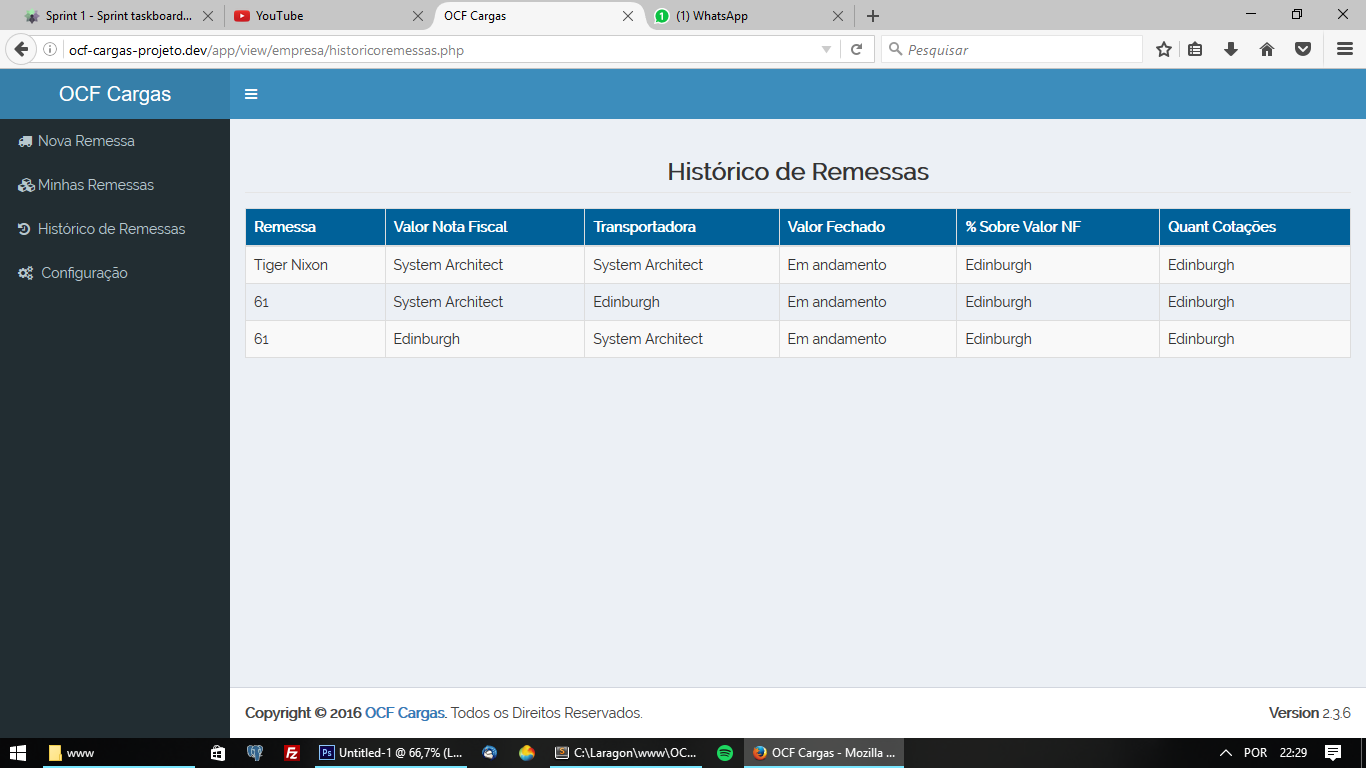 Sprint 1 - Sprint taskboard... YouTube OCF Cargas (1) WhatsApp
ocf-cargas-projeto.dev/app/view/empresa/historicoremessas.php Pesquisar
OCF Cargas
Nova Remessa
Minhas Remessas
Histórico de Remessas
Configuração
Histórico de Remessas
Remessa Valor Nota Fiscal Transportadora Valor Fechado % Sobre Valor NF Quant Cotações
Tiger Nixon System Architect System Architect Em andamento Edinburgh Edinburgh
61 System Architect Edinburgh Em andamento Edinburgh Edinburgh
61 Edinburgh System Architect Em andamento Edinburgh Edinburgh
Copyright © 2016 OCF Cargas. Todos os Direitos Reservados. Version 2.3.6
www Untitled-1 @ 66,7% (L... C:\Laragon\www\OC... OCF Cargas - Mozilla ... POR 22:29